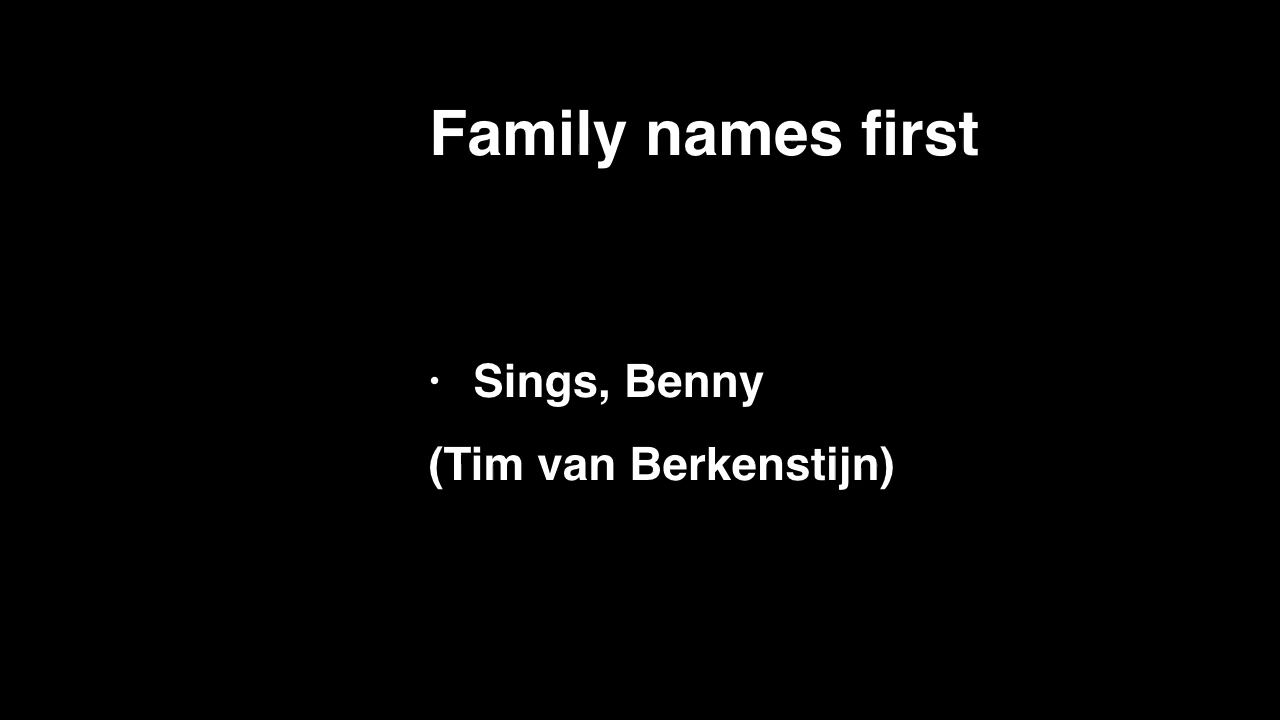 Family names first
· Sings, Benny
(Tim van Berkenstijn)